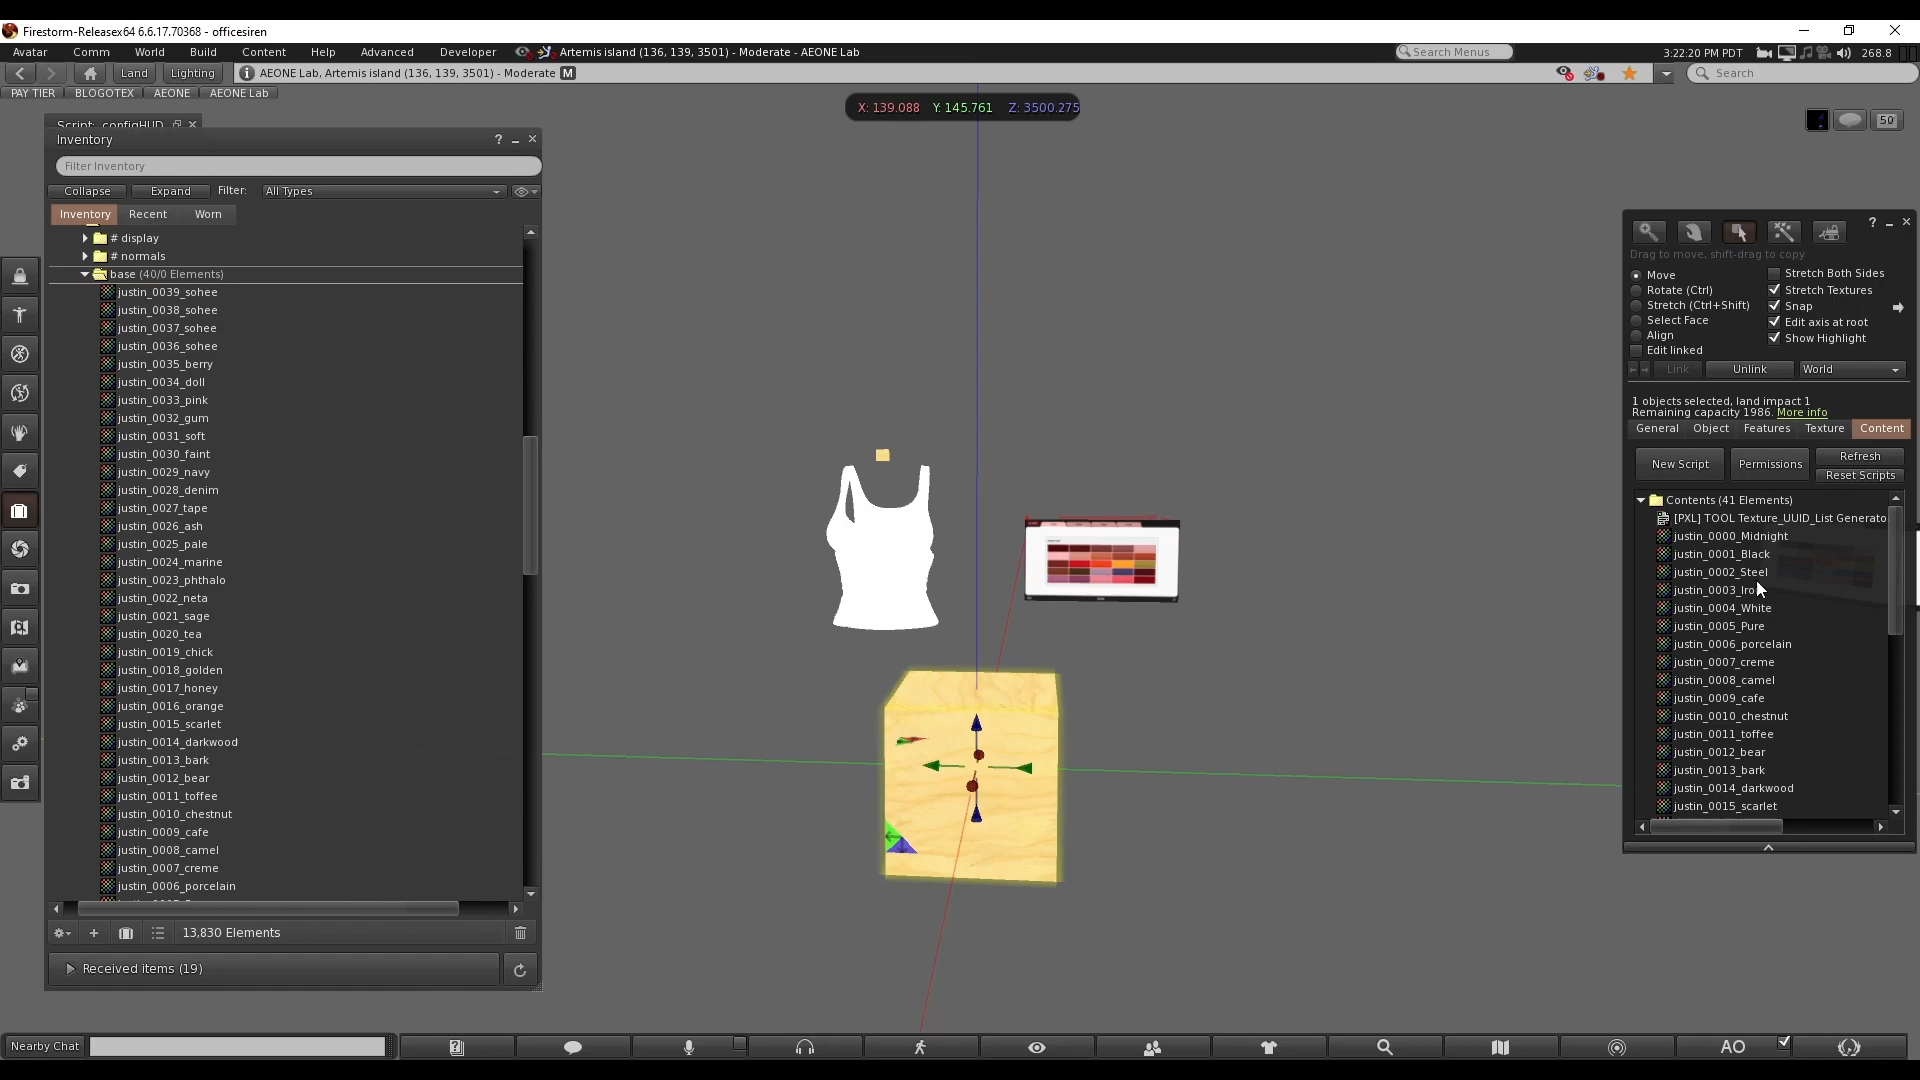 Firestorm-Releasex64 6.6.17.70368 - officesiren
Avatar Comm World Build Content Help Advanced Developer Artemis island (136, 139, 3501) - Moderate - AEONE Lab Search Menus 3:22:20 PM PDT 268.8
Land Lighting AEONE Lab, Artemis island (136, 139, 3501) - Moderate M Search
PAY TIER BLOGOTEX AEONE AEONE Lab
X: 139.088 Y: 145.761 Z: 3500.275
50
Script: configHUD
Inventory
Filter Inventory
Collapse Expand Filter: All Types
Inventory Recent Worn
# display
# normals
base (40/0 Elements)
justin_0039_sohee
justin_0038_sohee
justin_0037_sohee
justin_0036_sohee
justin_0035_berry
justin_0034_doll
justin_0033_pink
justin_0032_gum
justin_0031_soft
justin_0030_faint
justin_0029_navy
justin_0028_denim
justin_0027_tape
justin_0026_ash
justin_0025_pale
justin_0024_marine
justin_0023_phthalo
justin_0022_neta
justin_0021_sage
justin_0020_tea
justin_0019_chick
justin_0018_golden
justin_0017_honey
justin_0016_orange
justin_0015_scarlet
justin_0014_darkwood
justin_0013_bark
justin_0012_bear
justin_0011_toffee
justin_0010_chestnut
justin_0009_cafe
justin_0008_camel
justin_0007_creme
justin_0006_porcelain
13,830 Elements
Received items (19)
Drag to move, shift-drag to copy
Move
Rotate (Ctrl)
Stretch (Ctrl+Shift)
Select Face
Align
Edit linked
Stretch Both Sides
Stretch Textures
Snap
Edit axis at root
Show Highlight
Link Unlink World
1 objects selected, land impact 1
Remaining capacity 1986. More info
General Object Features Texture Content
New Script Permissions Refresh
Reset Scripts
Contents (41 Elements)
[PXL] TOOL Texture_UUID_List Generato
justin_0000_Midnight
justin_0001_Black
justin_0002_Steel
justin_0003_Iro
justin_0004_White
justin_0005_Pure
justin_0006_porcelain
justin_0007_creme
justin_0008_camel
justin_0009_cafe
justin_0010_chestnut
justin_0011_toffee
justin_0012_bear
justin_0013_bark
justin_0014_darkwood
justin_0015_scarlet
Nearby Chat AO